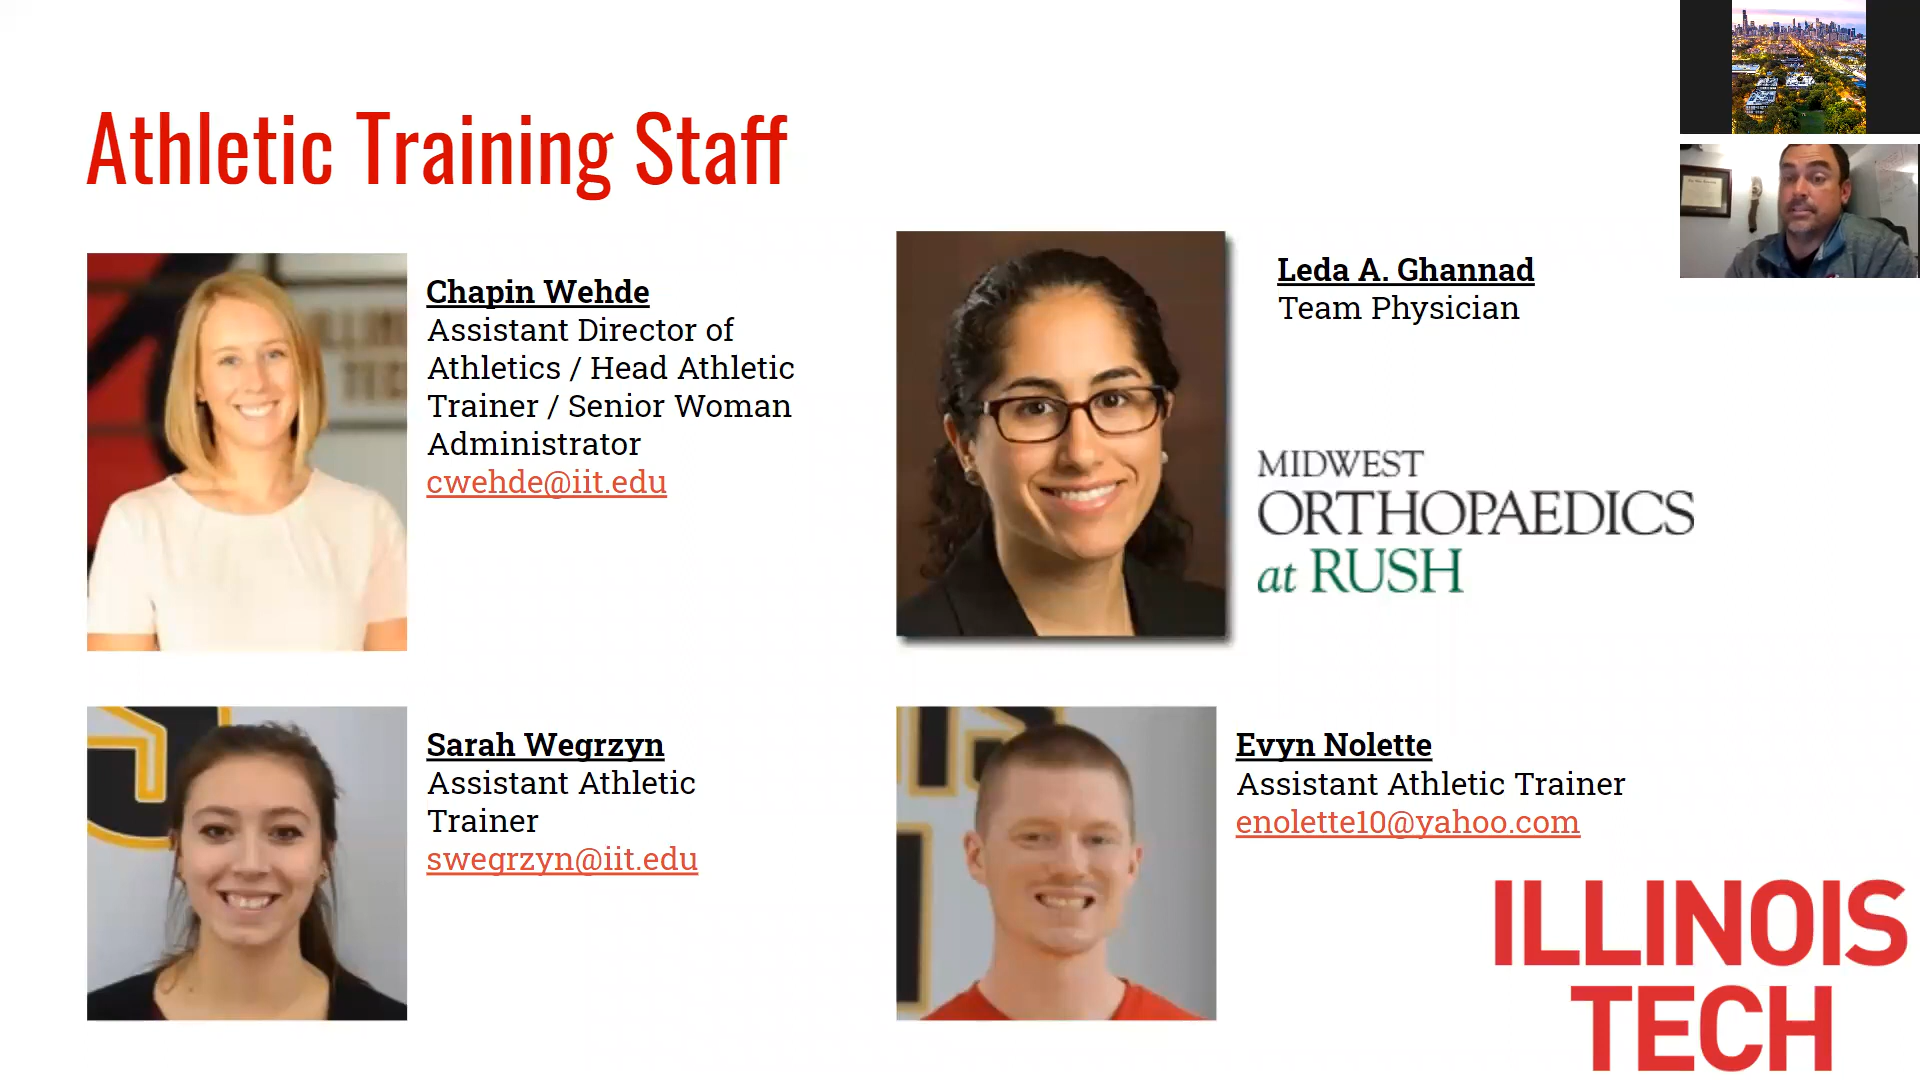 Athletic Training Staff
Chapin Wehde
Assistant Director of
Athletics / Head Athletic
Trainer / Senior Woman
Administrator
cwehde@iit.edu
Leda A. Ghannad
Team Physician
MIDWEST
ORTHOPAEDICS
at RUSH
Sarah Wegrzyn
Assistant Athletic
Trainer
swegrzyn@iit.edu
Evyn Nolette
Assistant Athletic Trainer
enolette10@yahoo.com
ILLINOIS
TECH